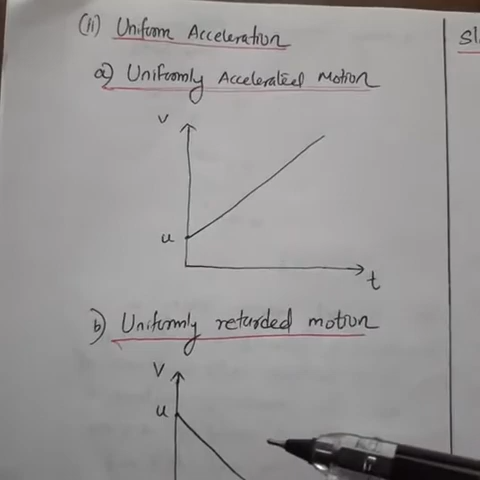 (ii) Uniform Acceleration
a) Uniformly Accelerated Motion
v
u
t
b) Uniformly retarded motion
v
u